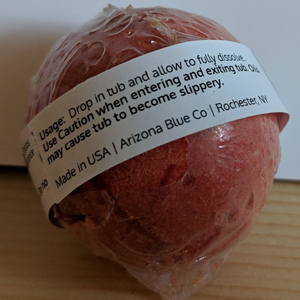 Usage: Drop in tub and allow to fully dissolve.
Use Caution when entering and exiting tub. Oils
may cause tub to become slippery.
Made in USA | Arizona Blue Co | Rochester, NY